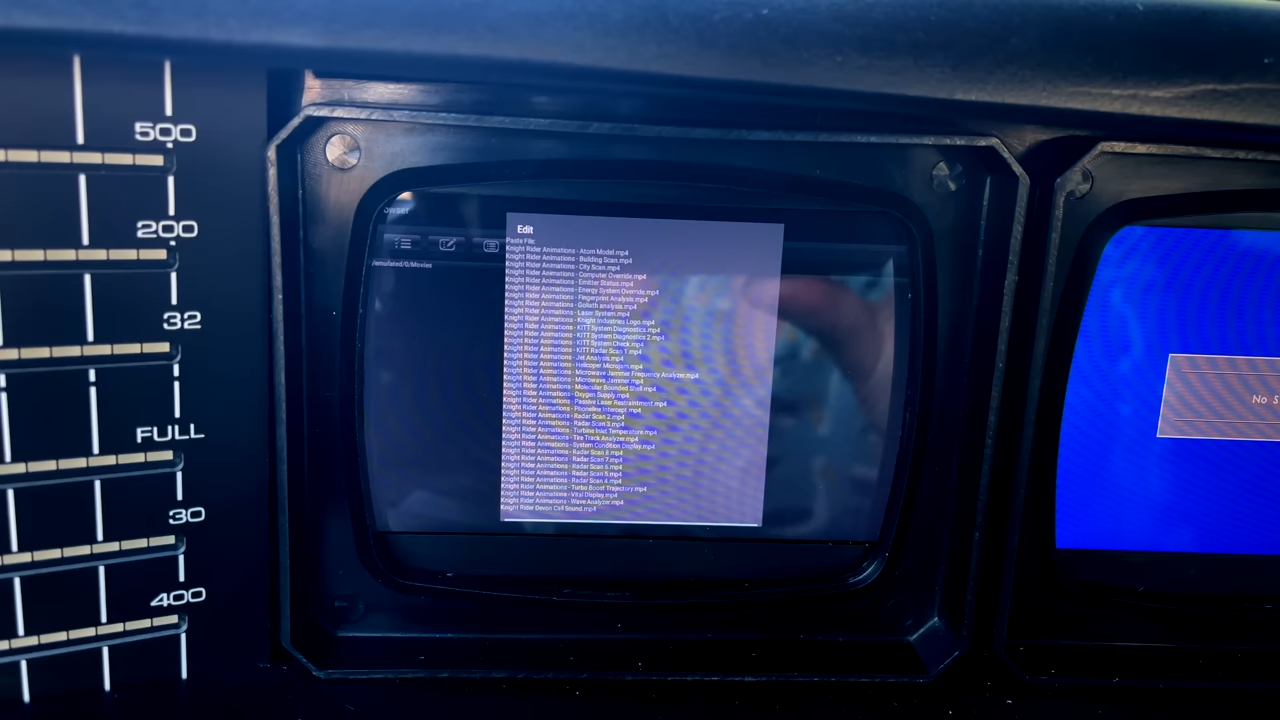 500
200
32
FULL
30
400
owser
/emulated/0/Movies
Edit
Paste File:
Knight Rider Animations - Atom Model.mp4
Knight Rider Animations - Building Scan.mp4
Knight Rider Animations - City Scan.mp4
Knight Rider Animations - Computer Override.mp4
Knight Rider Animations - Emitter Status.mp4
Knight Rider Animations - Energy System Override.mp4
Knight Rider Animations - Fingerprint Analysis.mp4
Knight Rider Animations - Goliath analysis.mp4
Knight Rider Animations - Laser System.mp4
Knight Rider Animations - Knight Industries Logo.mp4
Knight Rider Animations - KITT System Diagnostics.mp4
Knight Rider Animations - KITT System Diagnostics 2.mp4
Knight Rider Animations - KITT System Check.mp4
Knight Rider Animations - KITT Radar Scan 1.mp4
Knight Rider Animations - Jet Analysis.mp4
Knight Rider Animations - Helicoper Microjam.mp4
Knight Rider Animations - Microwave Jammer Frequency Analyzer.mp4
Knight Rider Animations - Microwave Jammer.mp4
Knight Rider Animations - Molecular Bounded Shell.mp4
Knight Rider Animations - Oxygen Supply.mp4
Knight Rider Animations - Passive Laser Restraintment.mp4
Knight Rider Animations - Phoneline Intercept.mp4
Knight Rider Animations - Radar Scan 2.mp4
Knight Rider Animations - Radar Scan 3.mp4
Knight Rider Animations - Turbine Inlet Temperature.mp4
Knight Rider Animations - Tire Track Analyzer.mp4
Knight Rider Animations - System Condition Display.mp4
Knight Rider Animations - Radar Scan 8.mp4
Knight Rider Animations - Radar Scan 7.mp4
Knight Rider Animations - Radar Scan 6.mp4
Knight Rider Animations - Radar Scan 5.mp4
Knight Rider Animations - Radar Scan 4.mp4
Knight Rider Animations - Turbo Boost Trajectory.mp4
Knight Rider Animations - Vital Display.mp4
Knight Rider Animations - Wave Analyzer.mp4
Knight Rider Devon Call Sound.mp4
No S